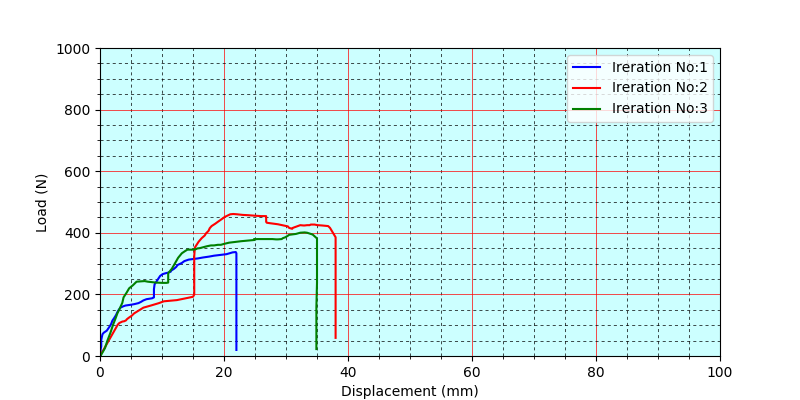 1000
800
600
400
200
0
Load (N)
0 20 40 60 80 100
Displacement (mm)
Ireration No:1
Ireration No:2
Ireration No:3